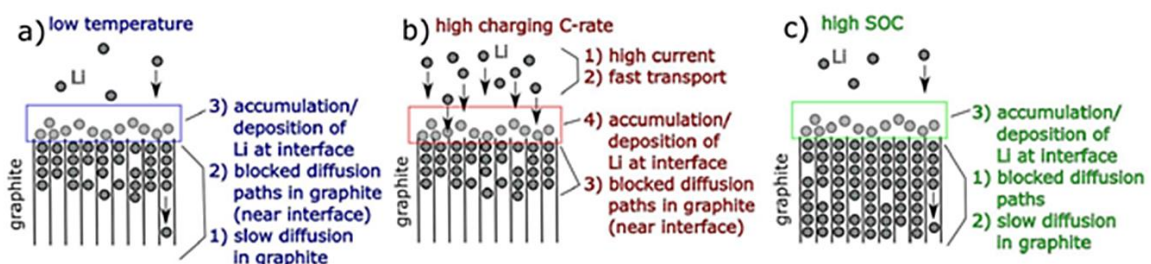 a) low temperature
Li
3) accumulation/
deposition of
Li at interface
2) blocked diffusion
paths in graphite
(near interface)
1) slow diffusion
in graphite
graphite
b) high charging C-rate
Li
1) high current
2) fast transport
4) accumulation/
deposition of
Li at interface
3) blocked diffusion
paths in graphite
(near interface)
graphite
c) high SOC
Li
3) accumulation/
deposition of
Li at interface
1) blocked diffusion
paths
2) slow diffusion
in graphite
graphite